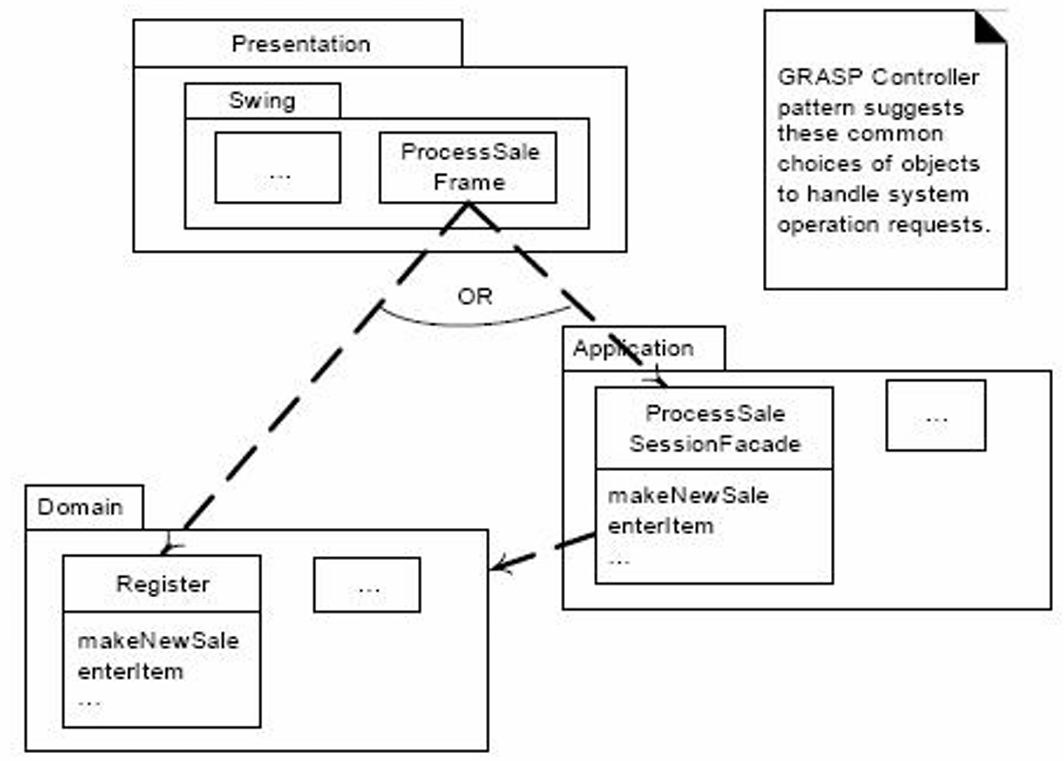 Presentation
Swing
...
ProcessSale
Frame
GRASP Controller
pattern suggests
these common
choices of objects
to handle system
operation requests.
OR
Application
ProcessSale
SessionFacade
makeNewSale
enterItem
...
...
Domain
Register
makeNewSale
enterItem
...
...